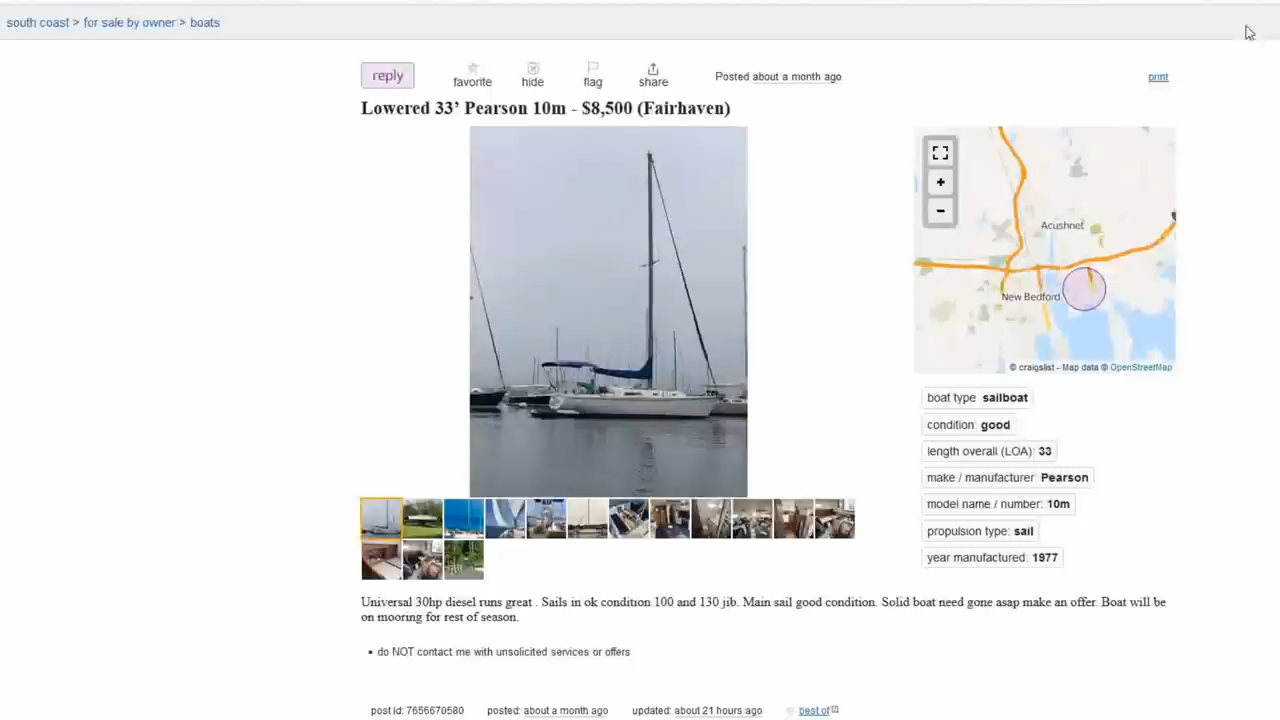 south coast > for sale by owner > boats
reply
favorite
hide
flag
share
Posted about a month ago
print
Lowered 33’ Pearson 10m - $8,500 (Fairhaven)
+
-
Acushnet
New Bedford
© craigslist - Map data © OpenStreetMap
boat type: sailboat
condition: good
length overall (LOA): 33
make / manufacturer: Pearson
model name / number: 10m
propulsion type: sail
year manufactured: 1977
Universal 30hp diesel runs great . Sails in ok condition 100 and 130 jib. Main sail good condition. Solid boat need gone asap make an offer. Boat will be
on mooring for rest of season.
• do NOT contact me with unsolicited services or offers
post id: 7656670580
posted: about a month ago
updated: about 21 hours ago
best of [?]